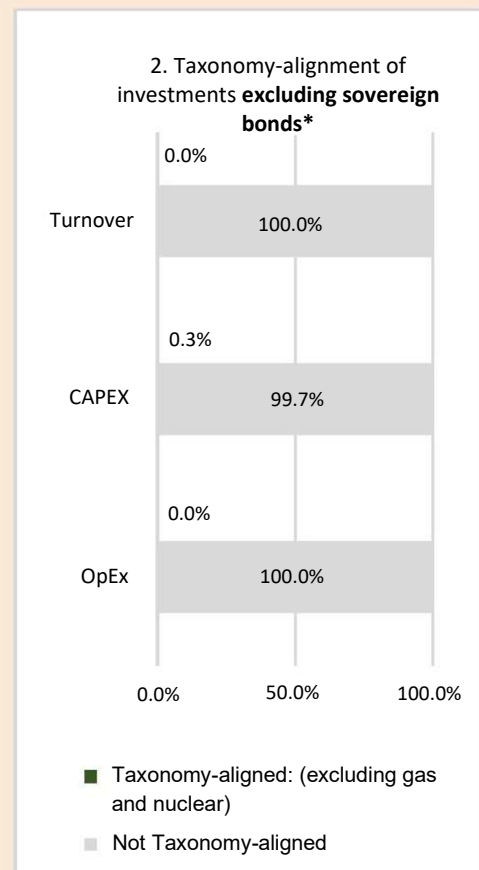 2. Taxonomy-alignment of
investments excluding sovereign
bonds*
0.0%
Turnover
100.0%
0.3%
CAPEX
99.7%
0.0%
OpEx
100.0%
0.0%
50.0%
100.0%
Taxonomy-aligned: (excluding gas
and nuclear)
Not Taxonomy-aligned